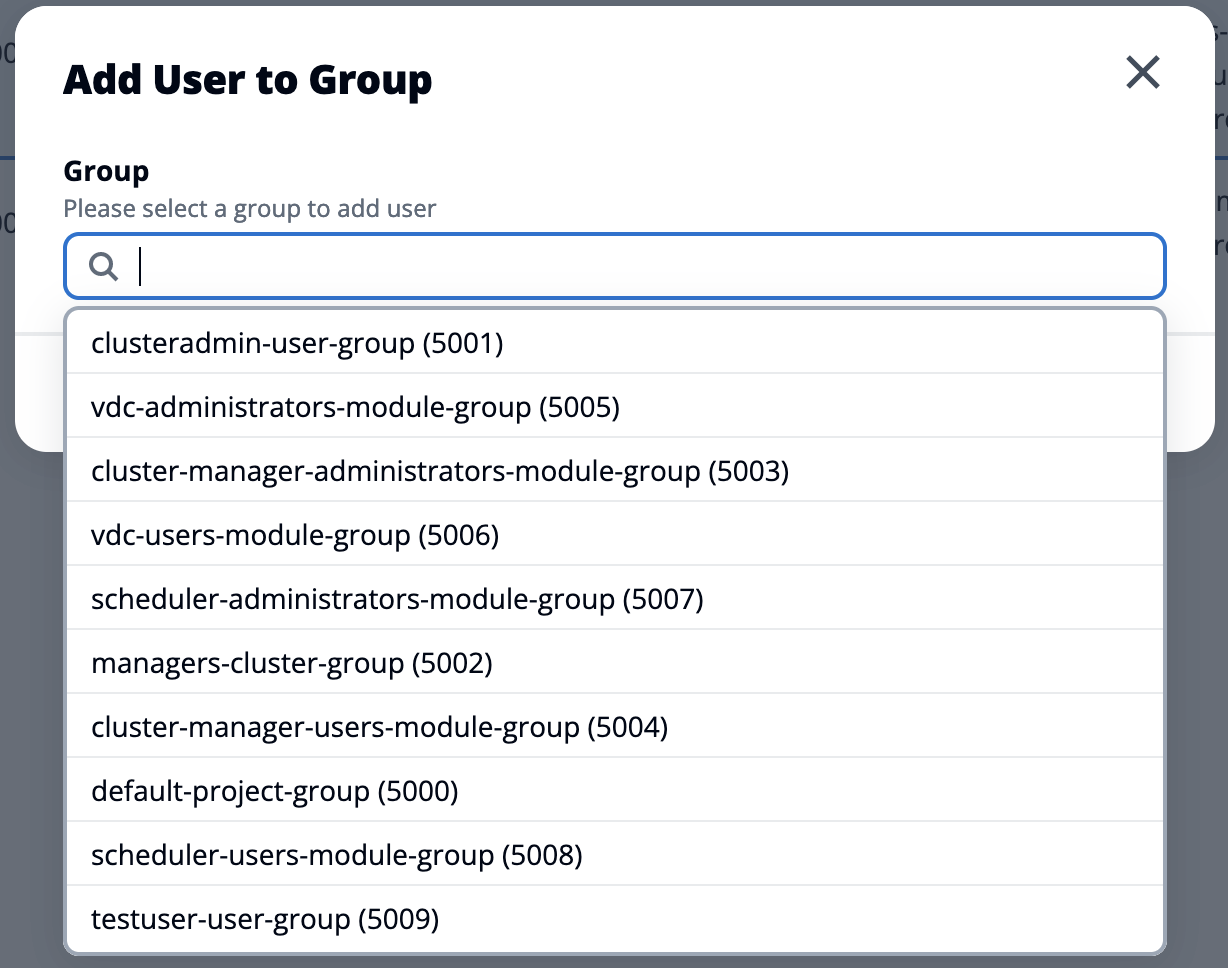 Add User to Group
Group
Please select a group to add user
clusteradmin-user-group (5001)
vdc-administrators-module-group (5005)
cluster-manager-administrators-module-group (5003)
vdc-users-module-group (5006)
scheduler-administrators-module-group (5007)
managers-cluster-group (5002)
cluster-manager-users-module-group (5004)
default-project-group (5000)
scheduler-users-module-group (5008)
testuser-user-group (5009)